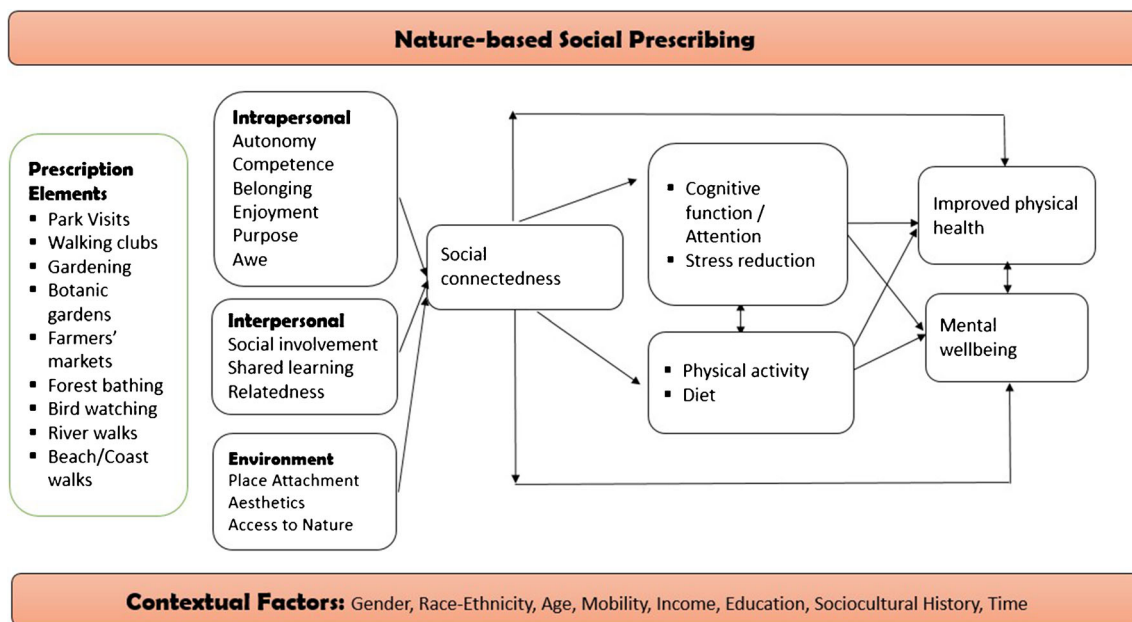 Nature-based Social Prescribing
Prescription
Elements
▪ Park Visits
▪ Walking clubs
▪ Gardening
▪ Botanic
gardens
▪ Farmers’
markets
▪ Forest bathing
▪ Bird watching
▪ River walks
▪ Beach/Coast
walks
Intrapersonal
Autonomy
Competence
Belonging
Enjoyment
Purpose
Awe
Interpersonal
Social involvement
Shared learning
Relatedness
Environment
Place Attachment
Aesthetics
Access to Nature
Social
connectedness
▪ Cognitive
function /
Attention
▪ Stress reduction
▪ Physical activity
▪ Diet
Improved physical
health
Mental
wellbeing
Contextual Factors: Gender, Race-Ethnicity, Age, Mobility, Income, Education, Sociocultural History, Time